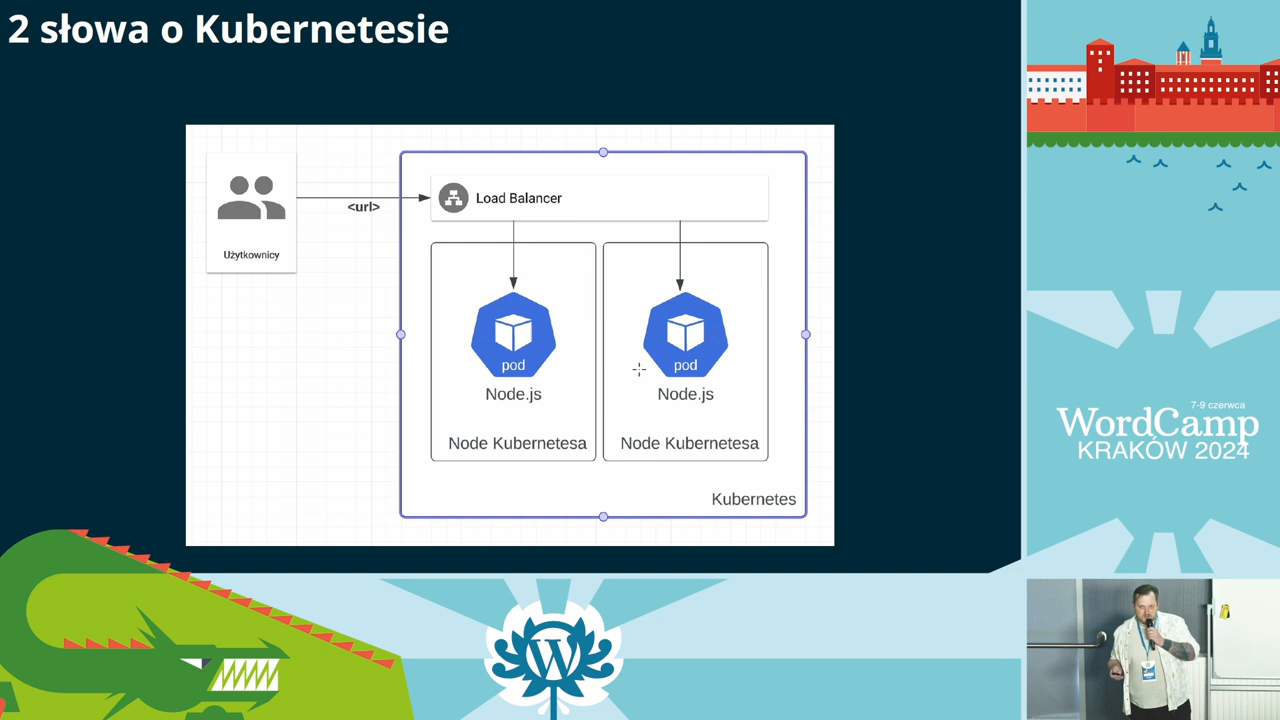 2 słowa o Kubernetesie
Użytkownicy
<url>
Load Balancer
pod
Node.js
Node Kubernetesa
pod
Node.js
Node Kubernetesa
Kubernetes
7-9 czerwca
WordCamp
KRAKÓW 2024
W